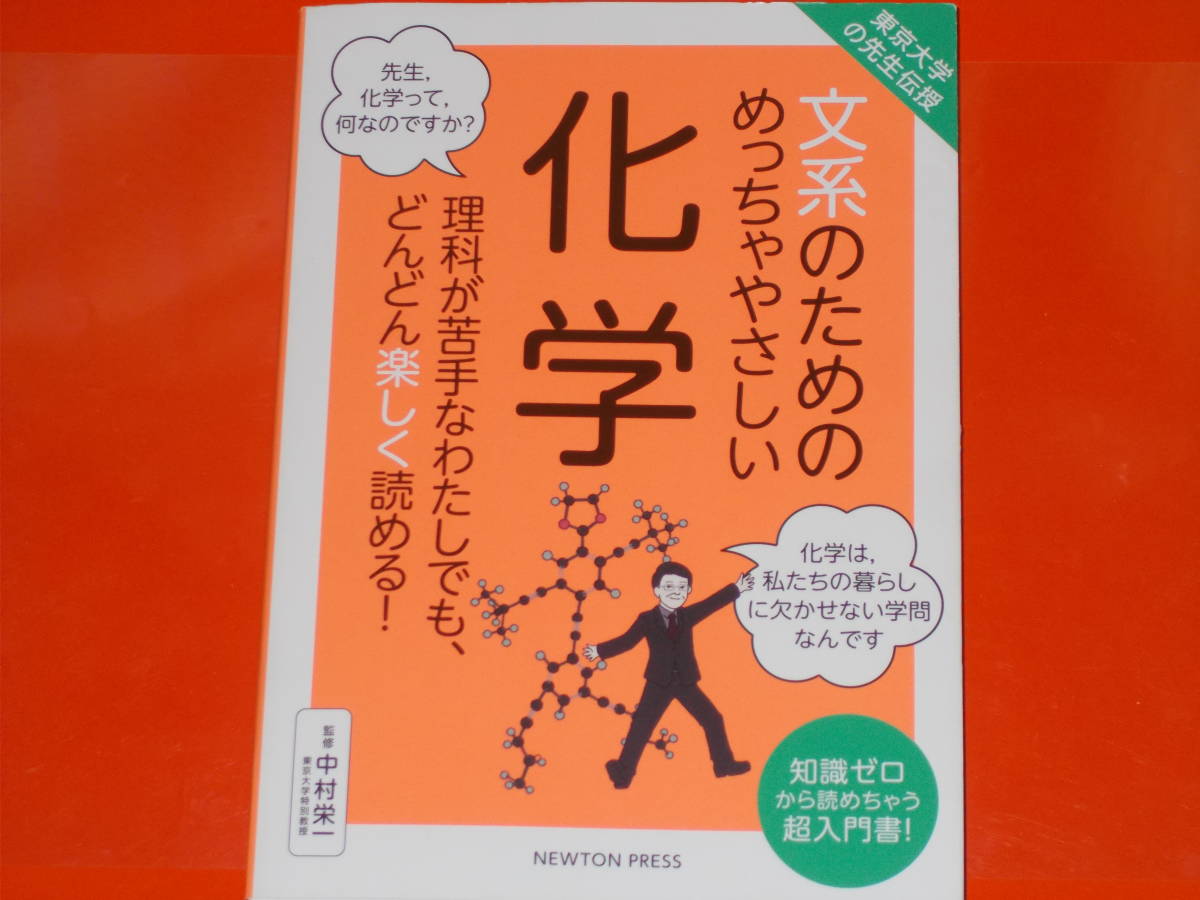 東京大学
の先生伝授
文系のための
めっちゃやさしい
化学
先生,
化学って,
何なのですか?
理科が苦手なわたしでも、
どんどん楽しく読める!
化学は,
私たちの暮らし
に欠かせない学問
なんです
知識ゼロ
から読めちゃう
超入門書!
監修 中村栄一
東京大学特別教授
NEWTON PRESS